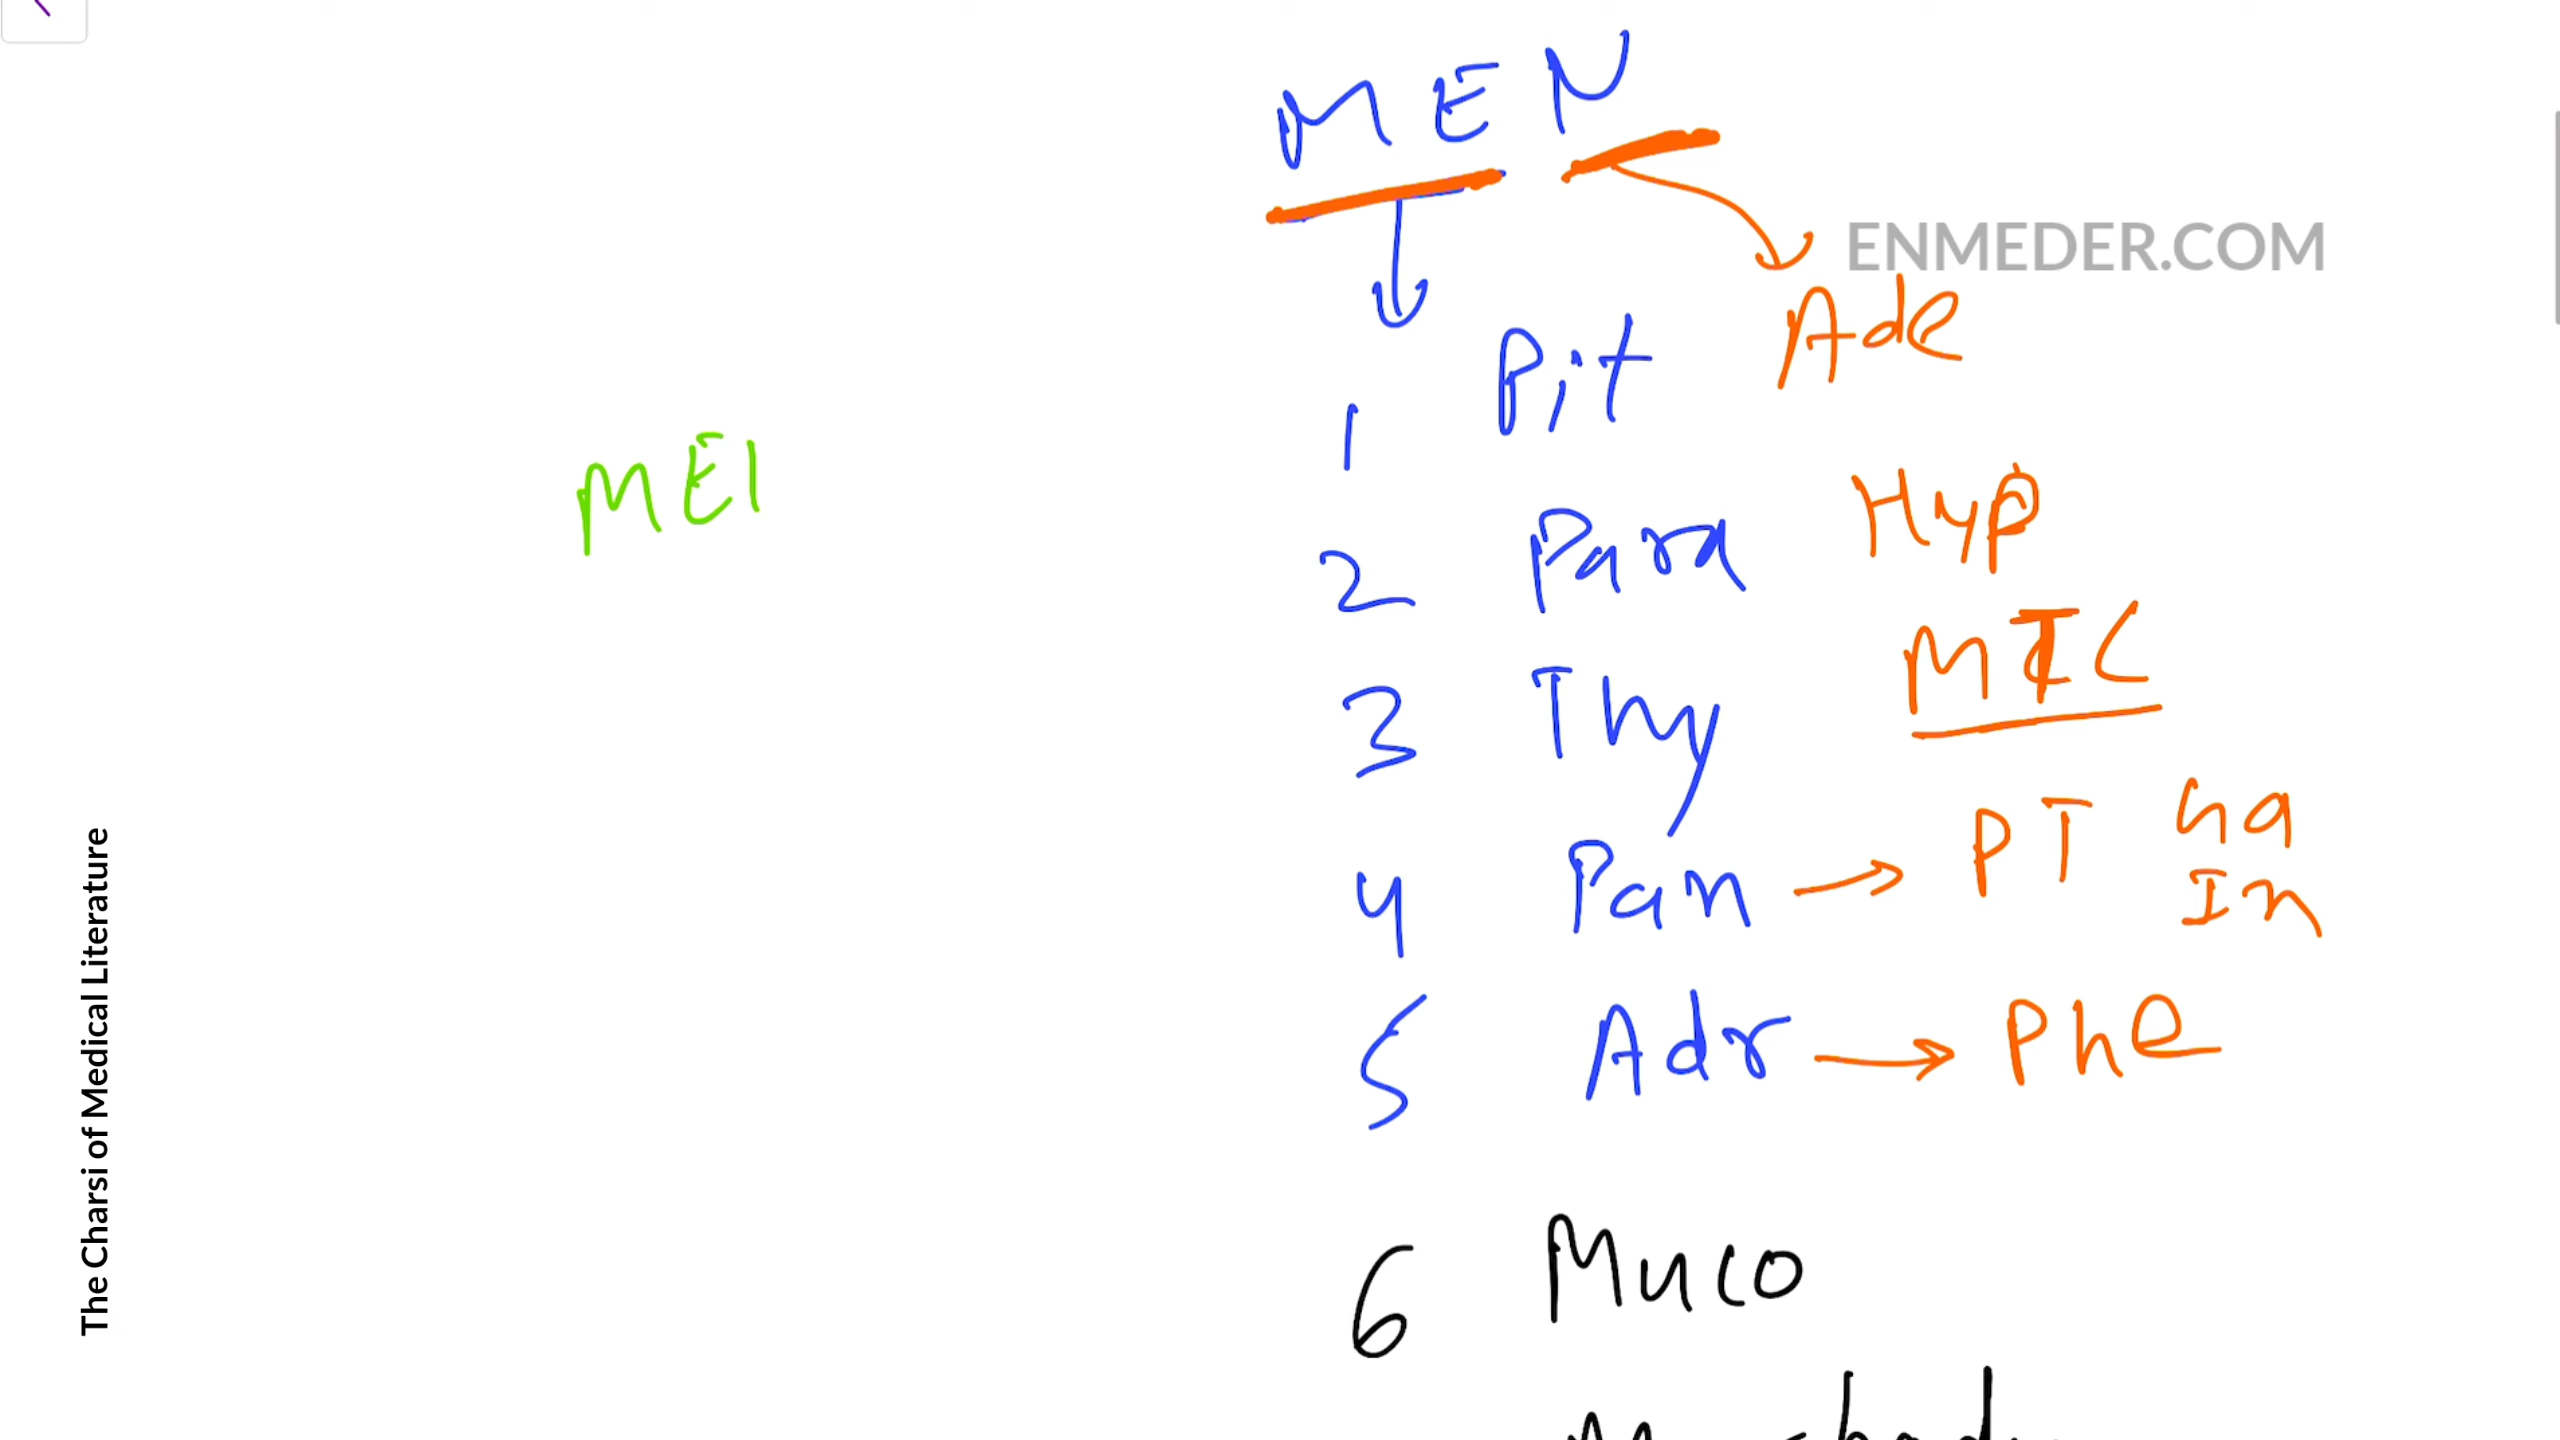 MEN
ENMEDER.COM
1 Pit Ade
MEI
2 Para Hyp
3 Thy MTC
4 Pan → PT Ga
In
5 Adr → Phe
6 Muco
The Charsi of Medical Literature